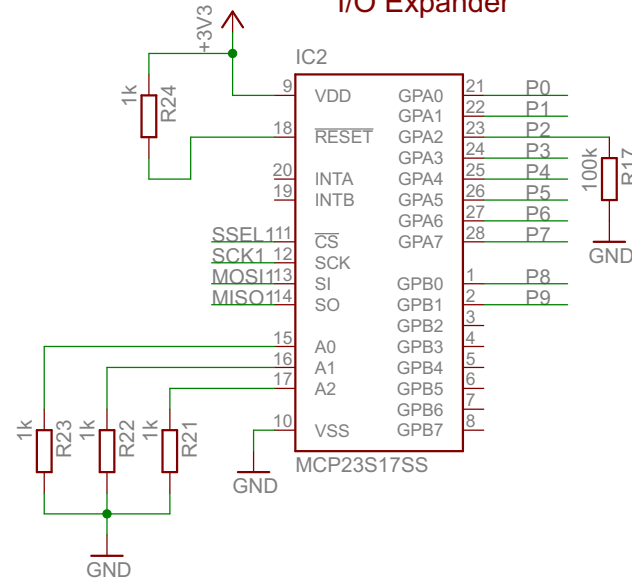 I/O Expander
+3V3
IC2
1k
R24
9 VDD GPA0 21 P0
GPA1 22 P1
18 RESET GPA2 23 P2
GPA3 24 P3
20 INTA GPA4 25 P4
19 INTB GPA5 26 P5
GPA6 27 P6
SSEL1 11 CS GPA7 28 P7
SCK1 12 SCK
MOSI1 13 SI GPB0 1 P8
MISO1 14 SO GPB1 2 P9
GPB2 3
15 A0 GPB3 4
16 A1 GPB4 5
17 A2 GPB5 6
GPB6 7
10 VSS GPB7 8
MCP23S17SS
100k
R17
GND
1k
R23
1k
R22
1k
R21
GND
GND